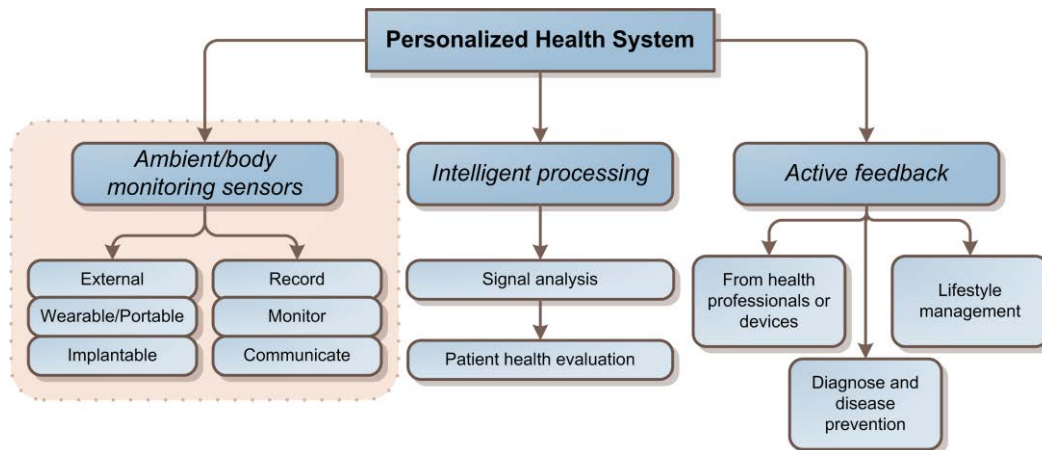 Personalized Health System
Ambient/body
monitoring sensors
Intelligent processing
Active feedback
External
Wearable/Portable
Implantable
Record
Monitor
Communicate
Signal analysis
Patient health evaluation
From health
professionals or
devices
Lifestyle
management
Diagnose and
disease
prevention